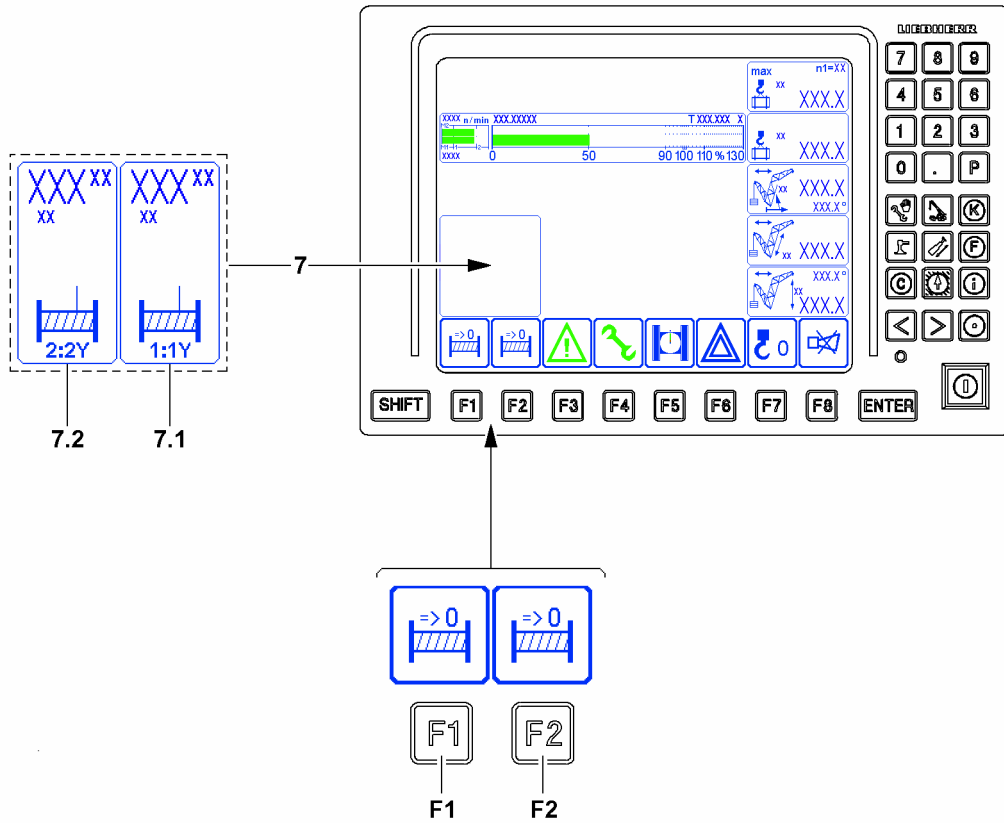 LIEBHERR
7 8 9
4 5 6
1 2 3
0 . P
K
F
C i
< >
max n1=XX
xx
XXX.X
XXXX n/min XXX.XXXXX T XXX.XXX X
XXXX 0 50 90 100 110 % 130
xx
XXX.X
xx XXX.X
XXX.X°
xx XXX.X
XXX.X°
xx
XXX.X
=> 0 => 0 0
SHIFT F1 F2 F3 F4 F5 F6 F7 F8 ENTER
XXX XX XXX XX
XX XX
2:2Y 1:1Y
7
7.2 7.1
=> 0 => 0
F1 F2
F1 F2